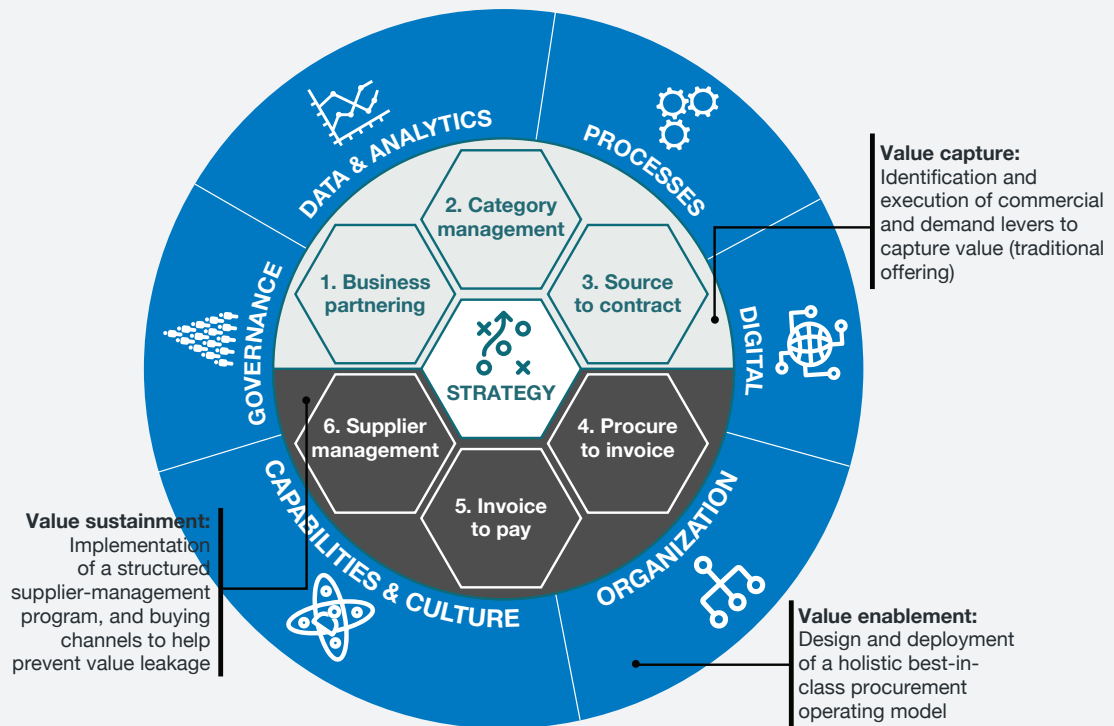 DATA & ANALYTICS
PROCESSES
DIGITAL
ORGANIZATION
CAPABILITIES & CULTURE
GOVERNANCE
1. Business
partnering
2. Category
management
3. Source
to contract
STRATEGY
4. Procure
to invoice
5. Invoice
to pay
6. Supplier
management
Value capture:
Identification and
execution of commercial
and demand levers to
capture value (traditional
offering)
Value sustainment:
Implementation
of a structured
supplier-management
program, and buying
channels to help
prevent value leakage
Value enablement:
Design and deployment
of a holistic best-in-
class procurement
operating model